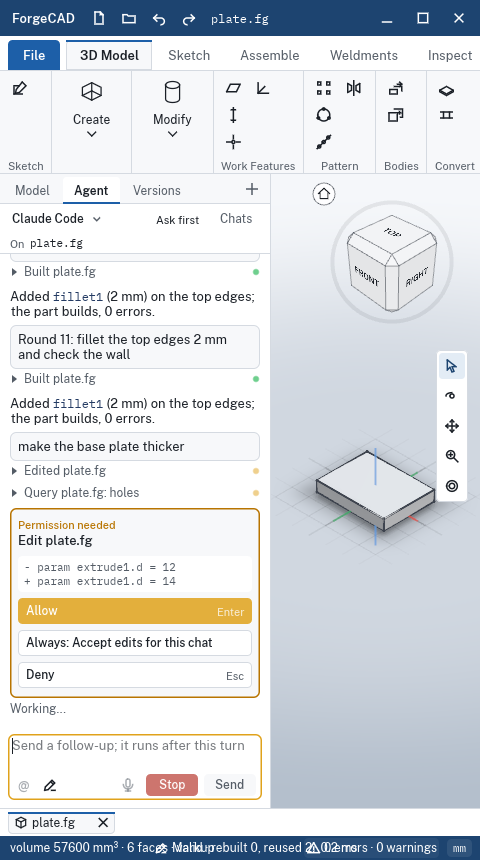 ForgeCAD plate.fg
File 3D Model Sketch Assemble Weldments Inspect
Create Modify
Sketch Work Features Pattern Bodies Convert
Model Agent Versions
Claude Code Ask first Chats
On plate.fg
Built plate.fg
Added fillet1 (2 mm) on the top edges;
the part builds, 0 errors.
Round 11: fillet the top edges 2 mm
and check the wall
Built plate.fg
Added fillet1 (2 mm) on the top edges;
the part builds, 0 errors.
make the base plate thicker
Edited plate.fg
Query plate.fg: holes
Permission needed
Edit plate.fg
- param extrude1.d = 12
+ param extrude1.d = 14
Allow Enter
Always: Accept edits for this chat
Deny Esc
Working...
Send a follow-up; it runs after this turn
@ Stop Send
TOP
FRONT RIGHT
plate.fg
volume 57600 mm³ · 6 faces rebuilt 0, reused 0 errors · 0 warnings mm